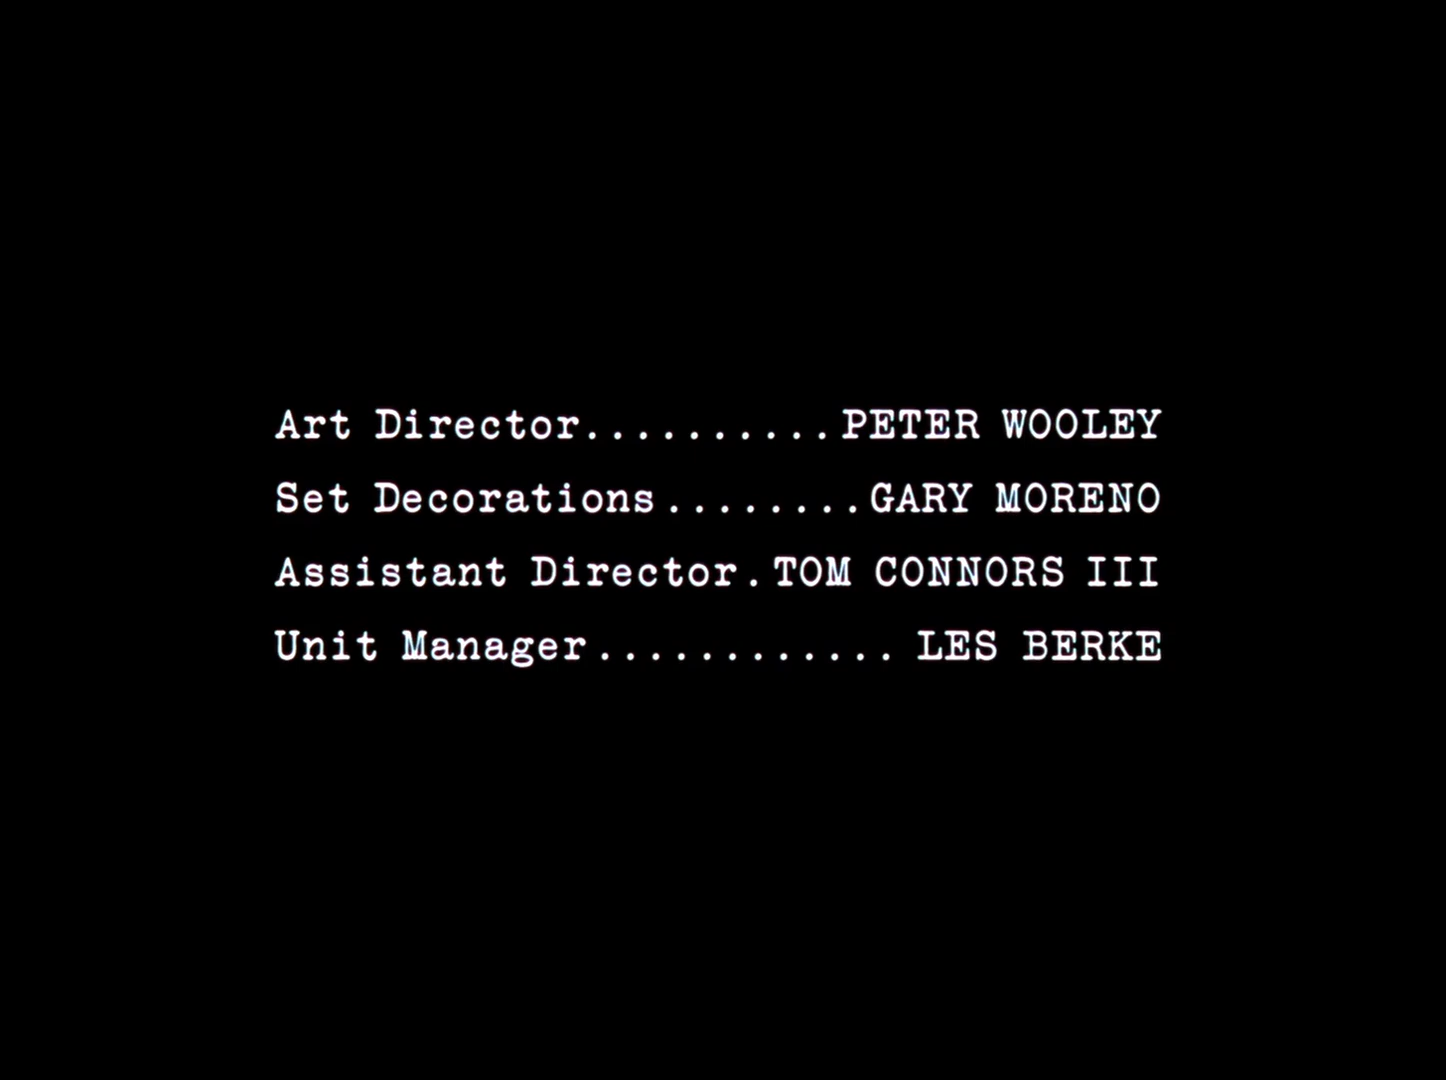 Art Director..........PETER WOOLEY
Set Decorations........GARY MORENO
Assistant Director.TOM CONNORS III
Unit Manager............ LES BERKE